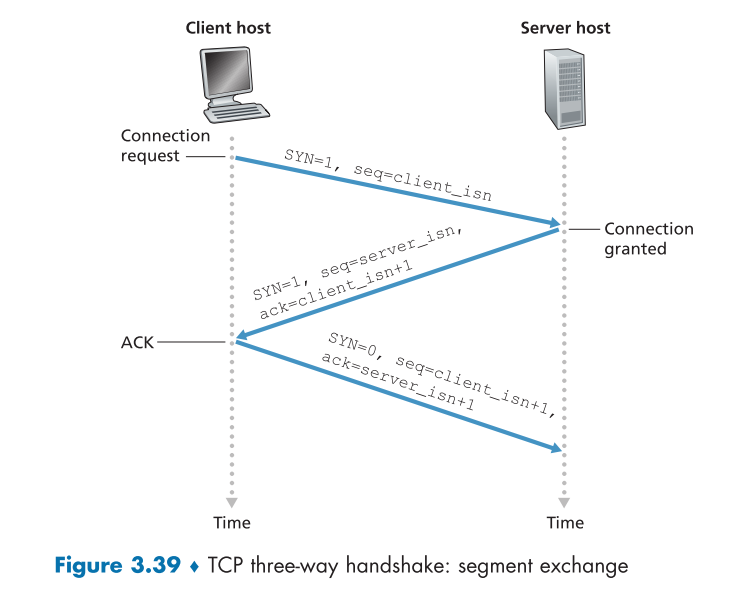 Client host
Server host
Connection
request
SYN=1, seq=client_isn
Connection
granted
SYN=1, seq=server_isn,
ack=client_isn+1
ACK
SYN=0, seq=client_isn+1,
ack=server_isn+1
Time
Time
Figure 3.39 ♦ TCP three-way handshake: segment exchange